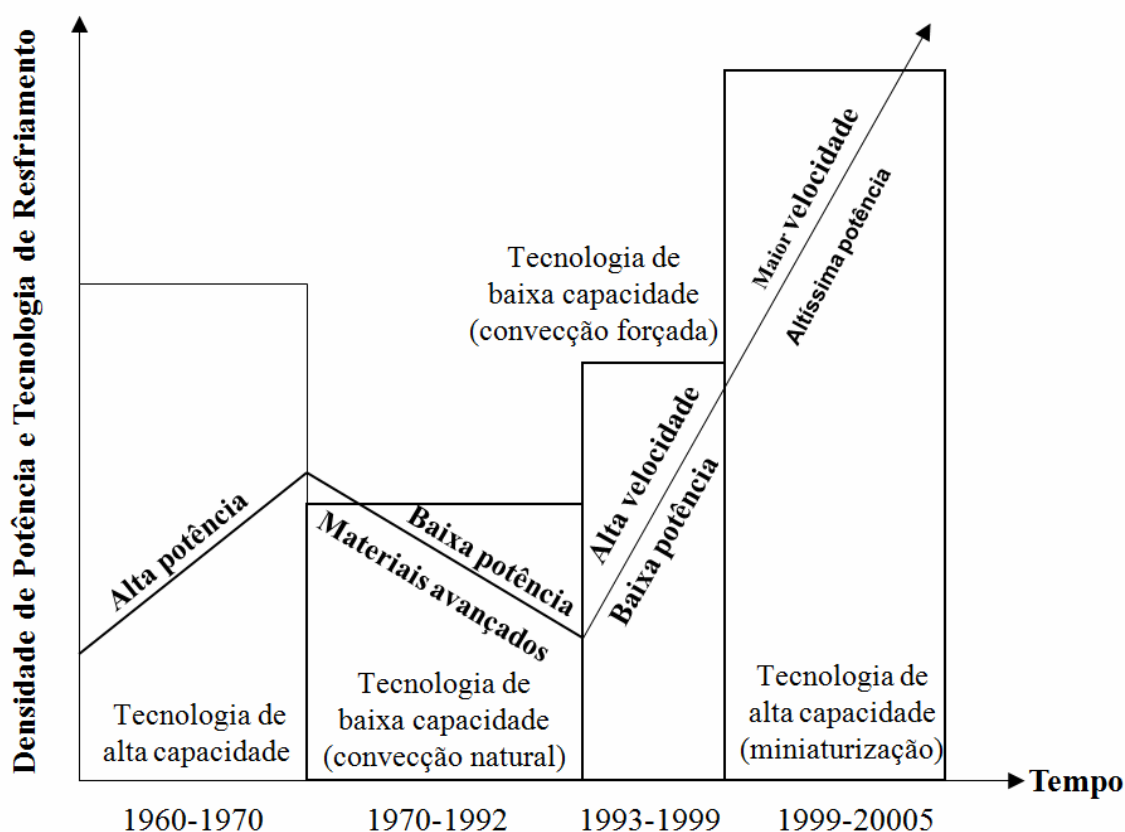 Densidade de Potência e Tecnologia de Resfriamento
Alta potência
Tecnologia de
alta capacidade
Baixa potência
Materiais avançados
Tecnologia de
baixa capacidade
(convecção natural)
Tecnologia de
baixa capacidade
(convecção forçada)
Alta velocidade
Baixa potência
Maior velocidade
Altíssima potência
Tecnologia de
alta capacidade
(miniaturização)
Tempo
1960-1970
1970-1992
1993-1999
1999-20005